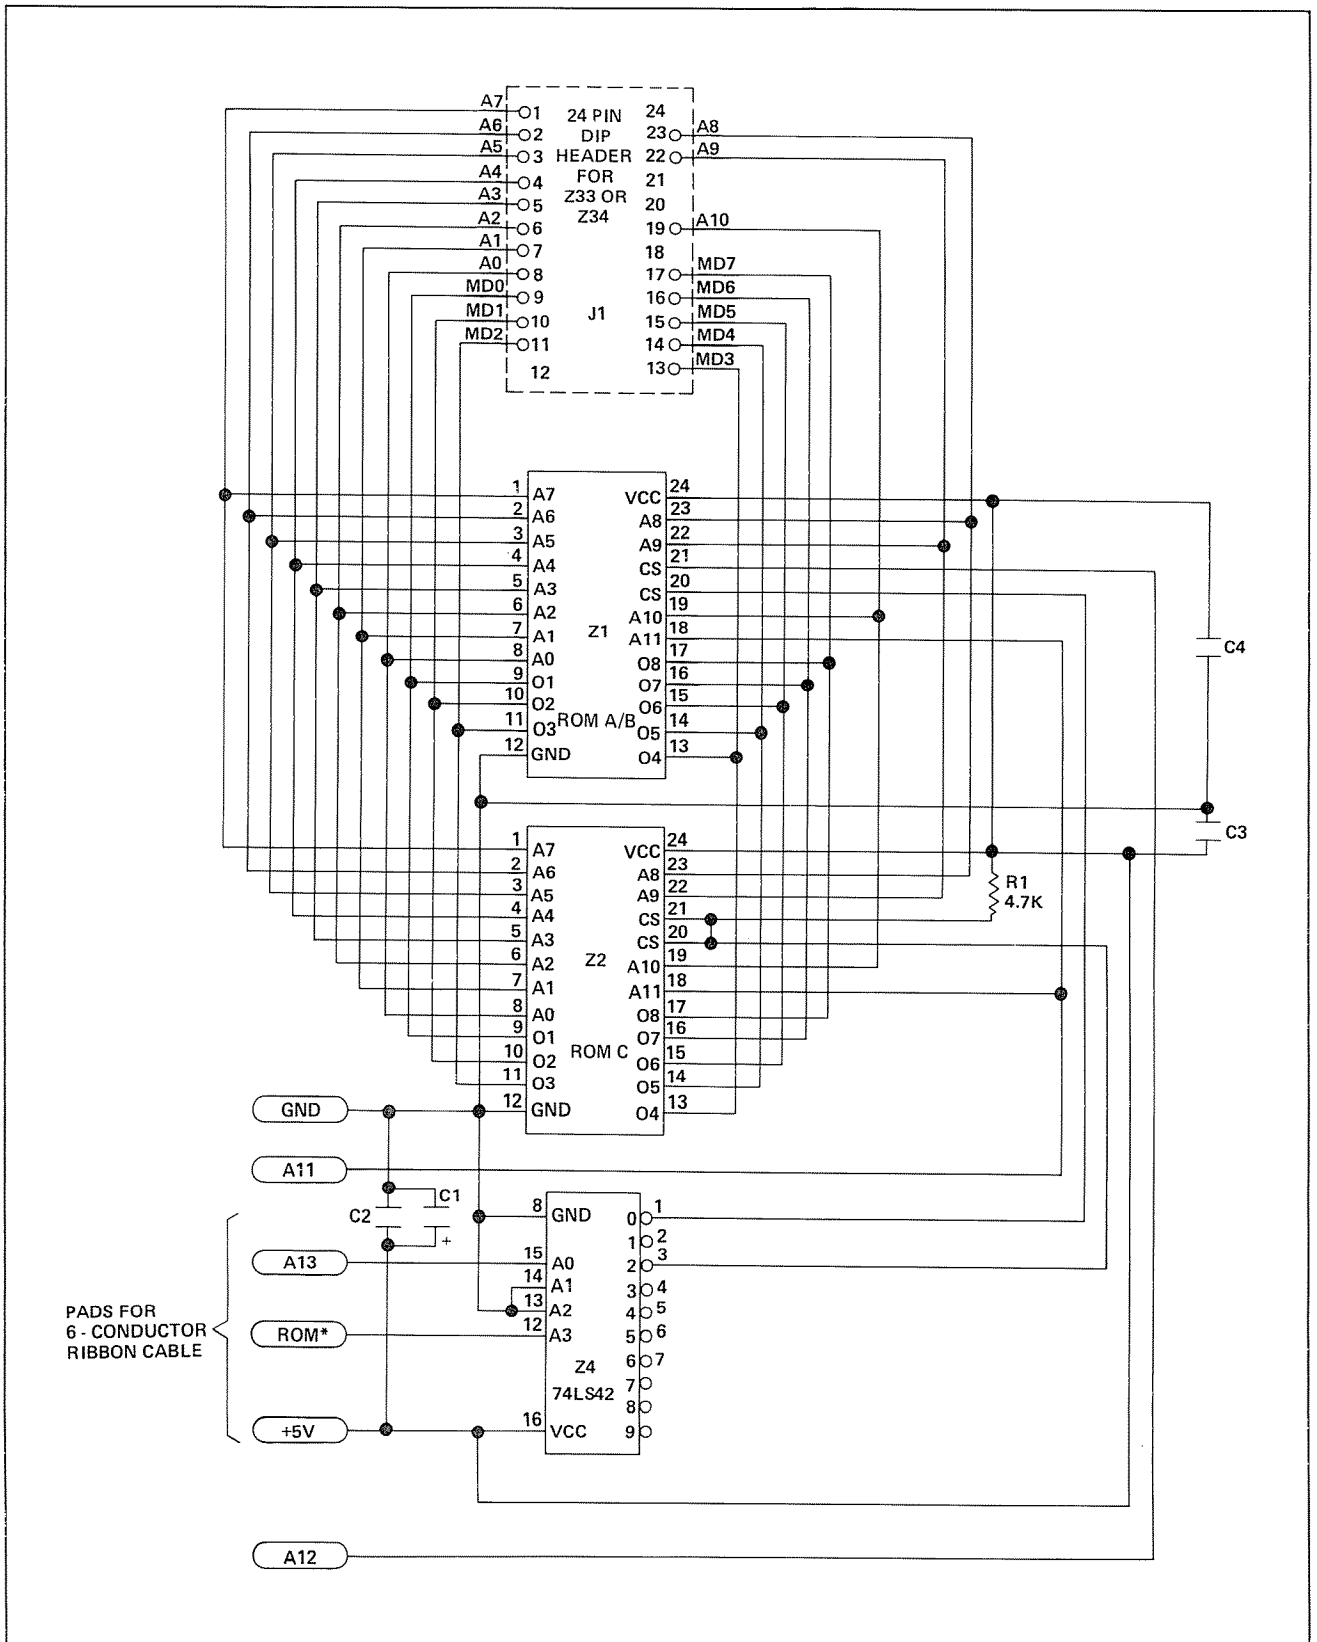 A7 1 24 PIN 24
A6 2 DIP 23 A8
A5 3 HEADER 22 A9
A4 4 FOR 21
A3 5 Z33 OR 20
A2 6 Z34 19 A10
A1 7 18
A0 8 17 MD7
MD0 9 16 MD6
MD1 10 J1 15 MD5
MD2 11 14 MD4
12 13 MD3
1 A7 VCC 24
2 A6 A8 23
3 A5 A9 22
4 A4 CS 21
5 A3 CS 20
6 A2 A10 19
7 A1 Z1 A11 18
8 A0 O8 17
9 O1 O7 16
10 O2 O6 15
11 O3 ROM A/B O5 14
12 GND O4 13
C4
C3
1 A7 VCC 24
2 A6 A8 23
3 A5 A9 22
R1
4.7K
4 A4 CS 21
5 A3 CS 20
6 A2 Z2 A10 19
7 A1 A11 18
8 A0 O8 17
9 O1 O7 16
10 O2 ROM C O6 15
11 O3 O5 14
12 GND O4 13
GND
A11
C2 C1
+
8 GND 0 1
1 2
A13 15 A0 2 3
14 A1 3 4
13 A2 4 5
PADS FOR
6 - CONDUCTOR
RIBBON CABLE
ROM* 12 A3 5 6
Z4 6 7
74LS42 7
8
+5V 16 VCC 9
A12